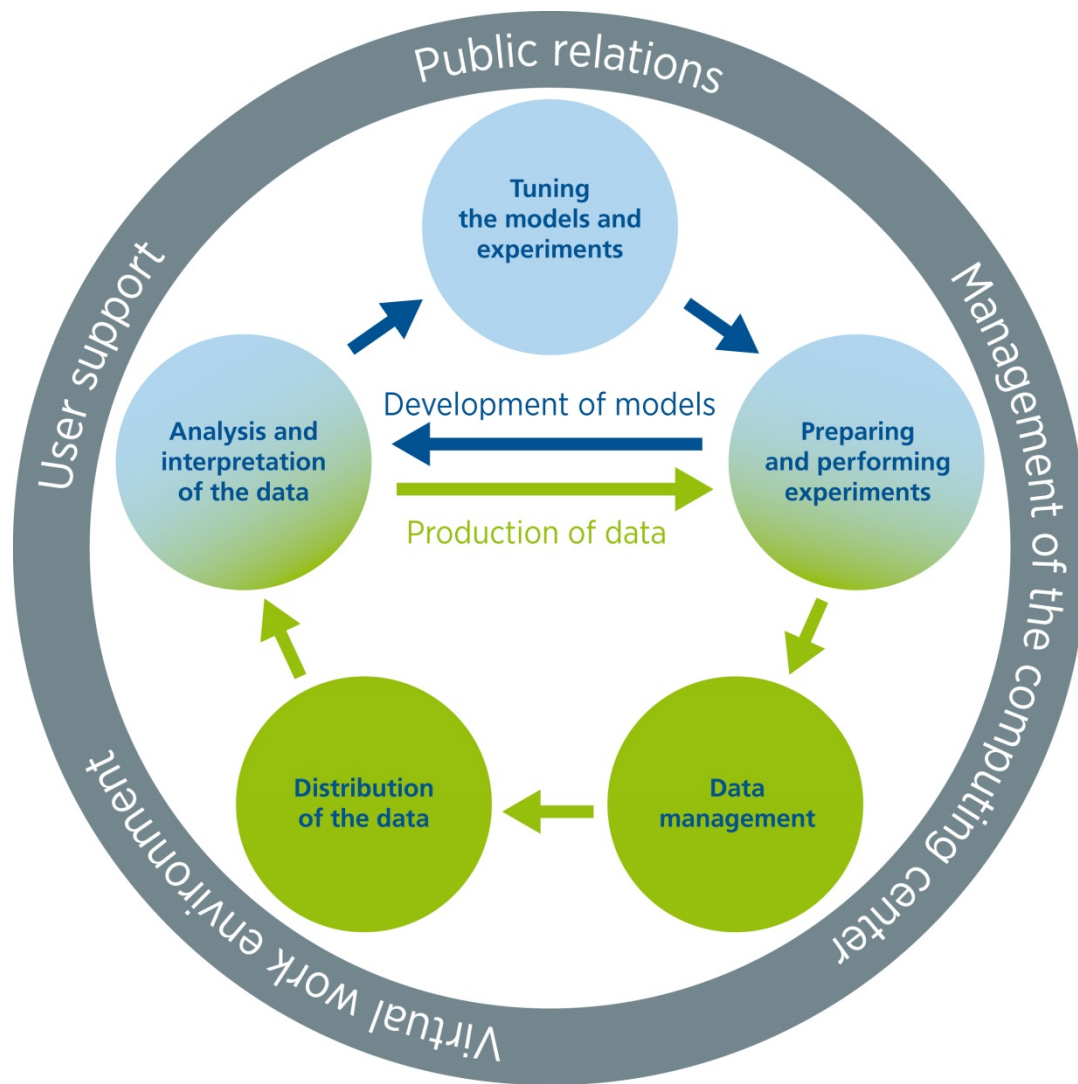 Public relations
Tuning
the models and
experiments
User support
Management of the computing center
Development of models
Analysis and
interpretation
of the data
Preparing
and performing
experiments
Production of data
Distribution
of the data
Data
management
Virtual work environment